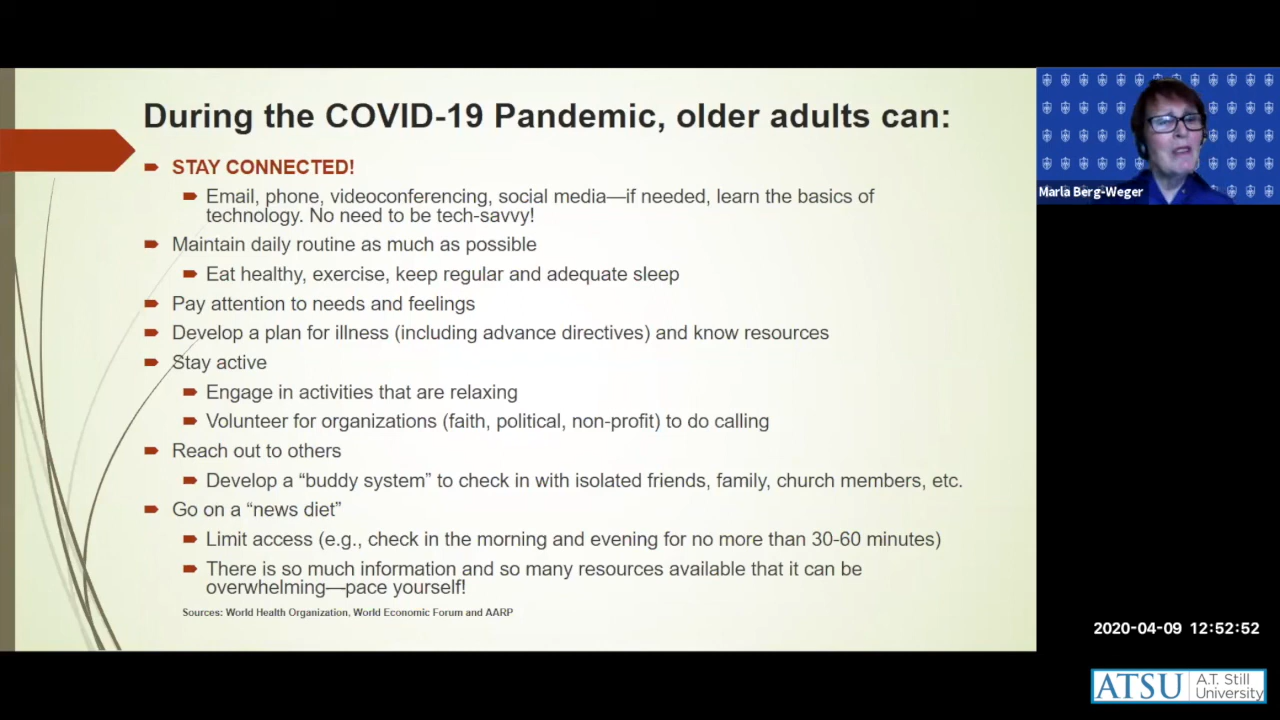 During the COVID-19 Pandemic, older adults can:
STAY CONNECTED!
Email, phone, videoconferencing, social media—if needed, learn the basics of
technology. No need to be tech-savvy!
Maintain daily routine as much as possible
Eat healthy, exercise, keep regular and adequate sleep
Pay attention to needs and feelings
Develop a plan for illness (including advance directives) and know resources
Stay active
Engage in activities that are relaxing
Volunteer for organizations (faith, political, non-profit) to do calling
Reach out to others
Develop a “buddy system” to check in with isolated friends, family, church members, etc.
Go on a “news diet”
Limit access (e.g., check in the morning and evening for no more than 30-60 minutes)
There is so much information and so many resources available that it can be
overwhelming—pace yourself!
Sources: World Health Organization, World Economic Forum and AARP
Marla Berg-Weger
2020-04-09 12:52:52
ATSU
A.T. Still
University